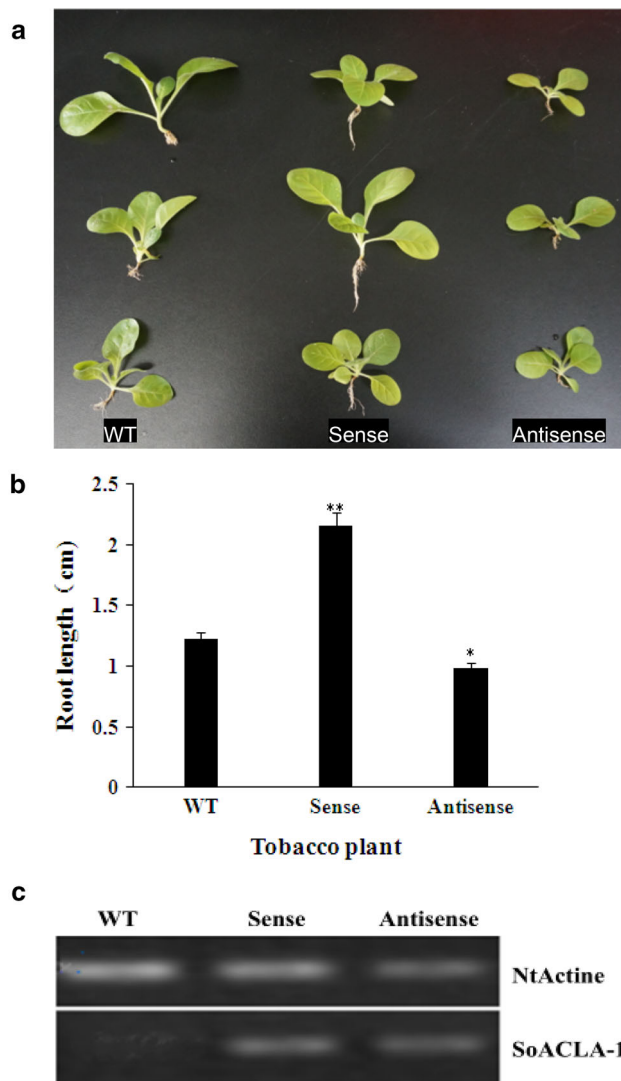 a
WT Sense Antisense
b
2.5
**
2
1.5
1
*
0.5
0
Root length (cm)
WT Sense Antisense
Tobacco plant
c
WT Sense Antisense
NtActine
SoACLA-1